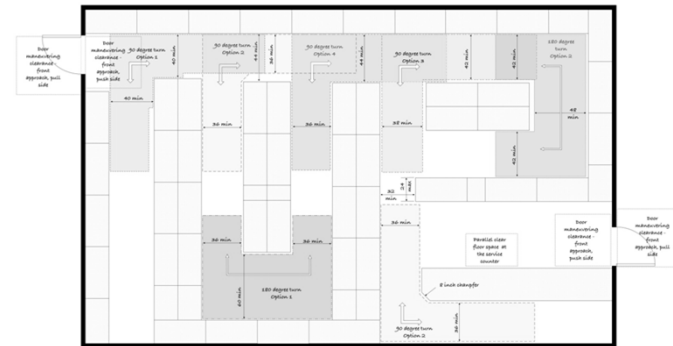 Door
maneuvering
clearance -
front
approach, pull
side
Door
maneuvering
clearance -
front
approach,
push side
90 degree turn
Option 1
40 min
40 min
90 degree turn
Option 2
44 min
36 min
90 degree turn
Option 4
44 min
90 degree turn
Option 3
42 min
42 min
180 degree
turn
Option 2
48
min
42 min
36 min
36 min
38 min
32
min
24
max
36 min
36 min
36 min
60 min
180 degree turn
Option 1
Parallel clear
floor space at
the service
counter
Door
maneuvering
clearance -
front
approach,
push side
Door
maneuvering
clearance -
front
approach, pull
side
8 inch chamfer
90 degree turn
Option 2
36 min